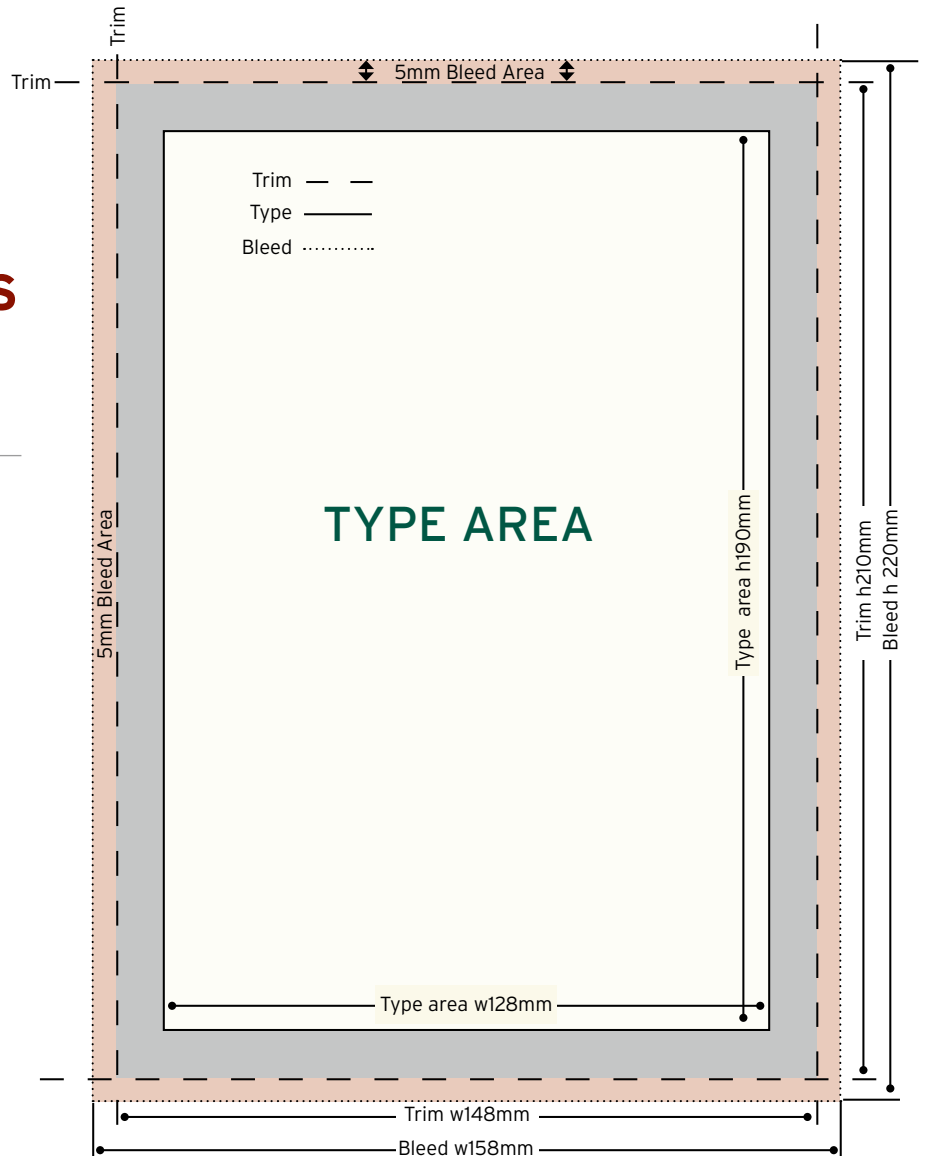 Trim
Trim
5mm Bleed Area
Trim
Type
Bleed
s
TYPE AREA
5mm Bleed Area
Type area h190mm
Trim h210mm
Bleed h 220mm
Type area w128mm
Trim w148mm
Bleed w158mm